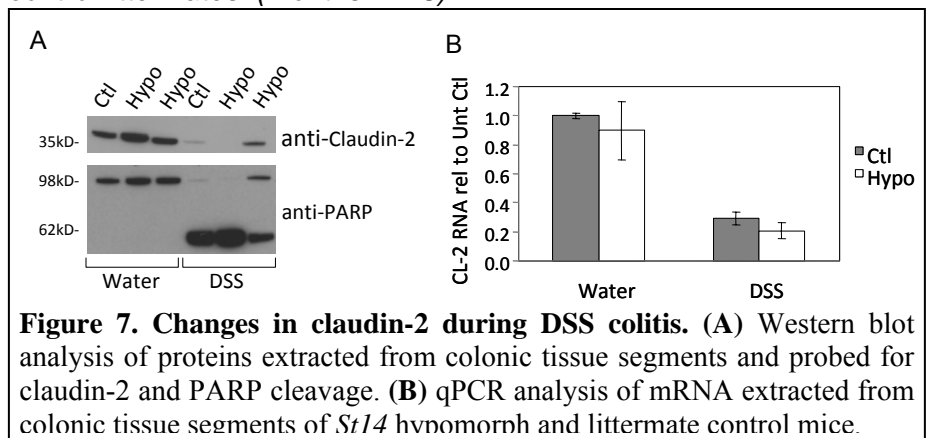 A
B
Ctl Hypo Hypo Ctl Hypo Hypo
35kD-
anti-Claudin-2
98kD-
anti-PARP
62kD-
Water DSS
CL-2 RNA rel to Unt Ctl
1.2
1.0
0.8
0.6
0.4
0.2
0.0
Water DSS
Ctl
Hypo
Figure 7. Changes in claudin-2 during DSS colitis. (A) Western blot
analysis of proteins extracted from colonic tissue segments and probed for
claudin-2 and PARP cleavage. (B) qPCR analysis of mRNA extracted from
colonic tissue segments of St14 hypomorph and littermate control mice.